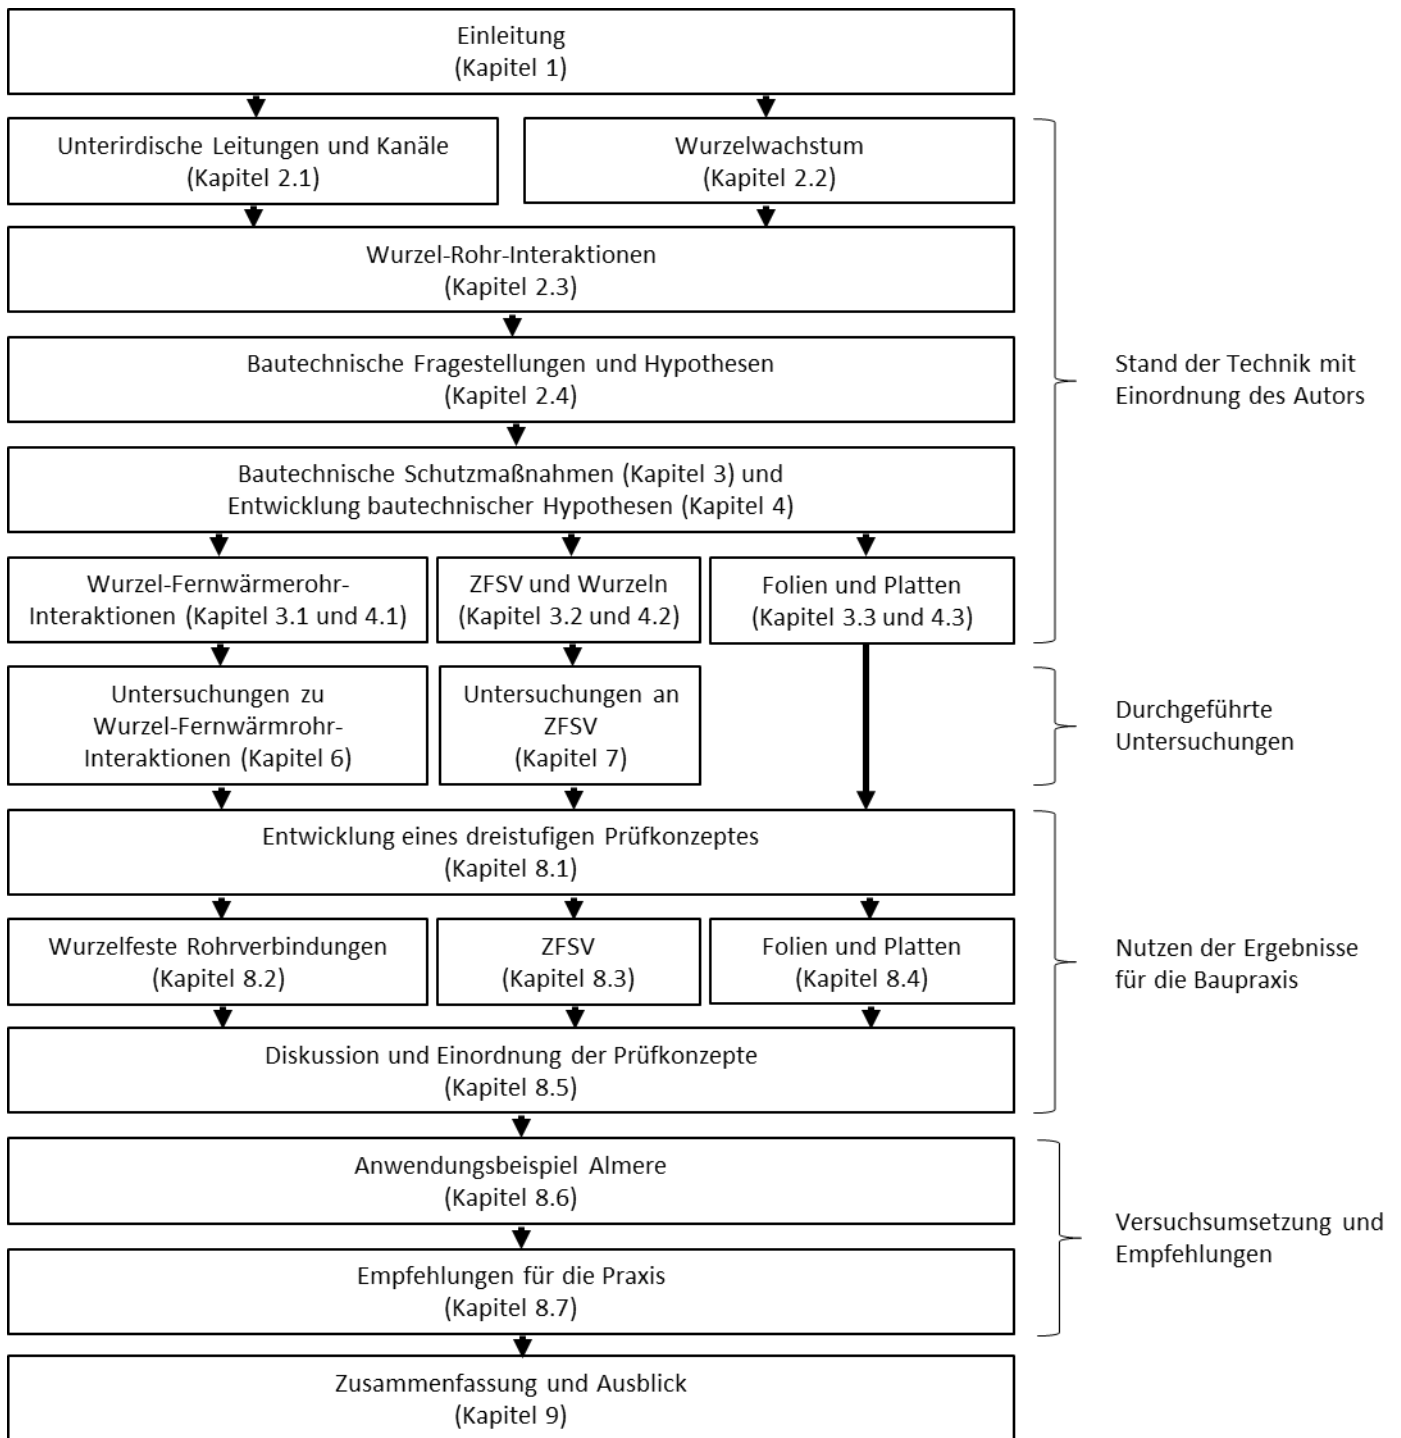 Einleitung
(Kapitel 1)
Unterirdische Leitungen und Kanäle
(Kapitel 2.1)
Wurzelwachstum
(Kapitel 2.2)
Wurzel-Rohr-Interaktionen
(Kapitel 2.3)
Bautechnische Fragestellungen und Hypothesen
(Kapitel 2.4)
Bautechnische Schutzmaßnahmen (Kapitel 3) und
Entwicklung bautechnischer Hypothesen (Kapitel 4)
Wurzel-Fernwärmerohr-
Interaktionen (Kapitel 3.1 und 4.1)
ZFSV und Wurzeln
(Kapitel 3.2 und 4.2)
Folien und Platten
(Kapitel 3.3 und 4.3)
Stand der Technik mit
Einordnung des Autors
Untersuchungen zu
Wurzel-Fernwärmrohr-
Interaktionen (Kapitel 6)
Untersuchungen an
ZFSV
(Kapitel 7)
Durchgeführte
Untersuchungen
Entwicklung eines dreistufigen Prüfkonzeptes
(Kapitel 8.1)
Wurzelfeste Rohrverbindungen
(Kapitel 8.2)
ZFSV
(Kapitel 8.3)
Folien und Platten
(Kapitel 8.4)
Diskussion und Einordnung der Prüfkonzepte
(Kapitel 8.5)
Nutzen der Ergebnisse
für die Baupraxis
Anwendungsbeispiel Almere
(Kapitel 8.6)
Empfehlungen für die Praxis
(Kapitel 8.7)
Versuchsumsetzung und
Empfehlungen
Zusammenfassung und Ausblick
(Kapitel 9)